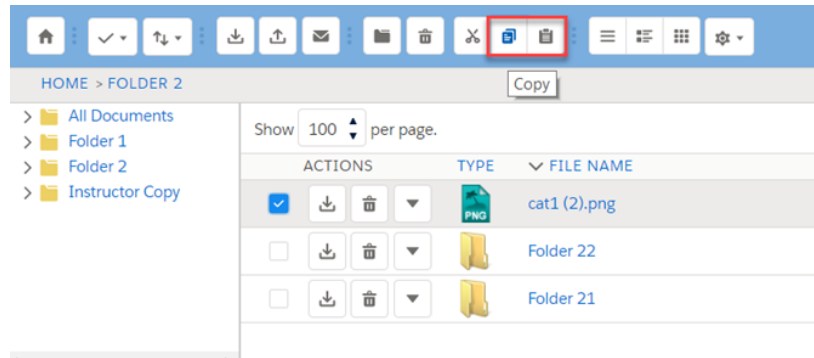 HOME > FOLDER 2
Copy
All Documents
Folder 1
Folder 2
Instructor Copy
Show 100 per page.
ACTIONS TYPE FILE NAME
PNG cat1 (2).png
Folder 22
Folder 21